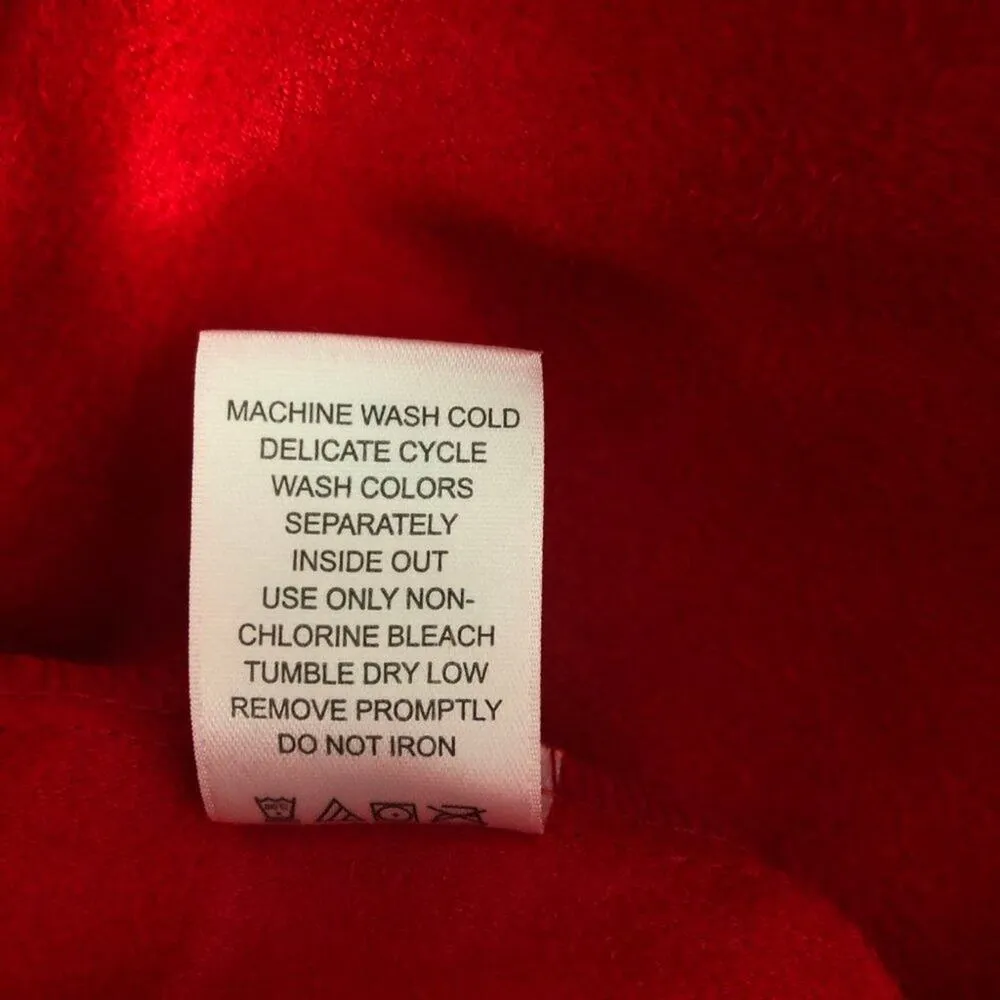 MACHINE WASH COLD
DELICATE CYCLE
WASH COLORS
SEPARATELY
INSIDE OUT
USE ONLY NON-
CHLORINE BLEACH
TUMBLE DRY LOW
REMOVE PROMPTLY
DO NOT IRON